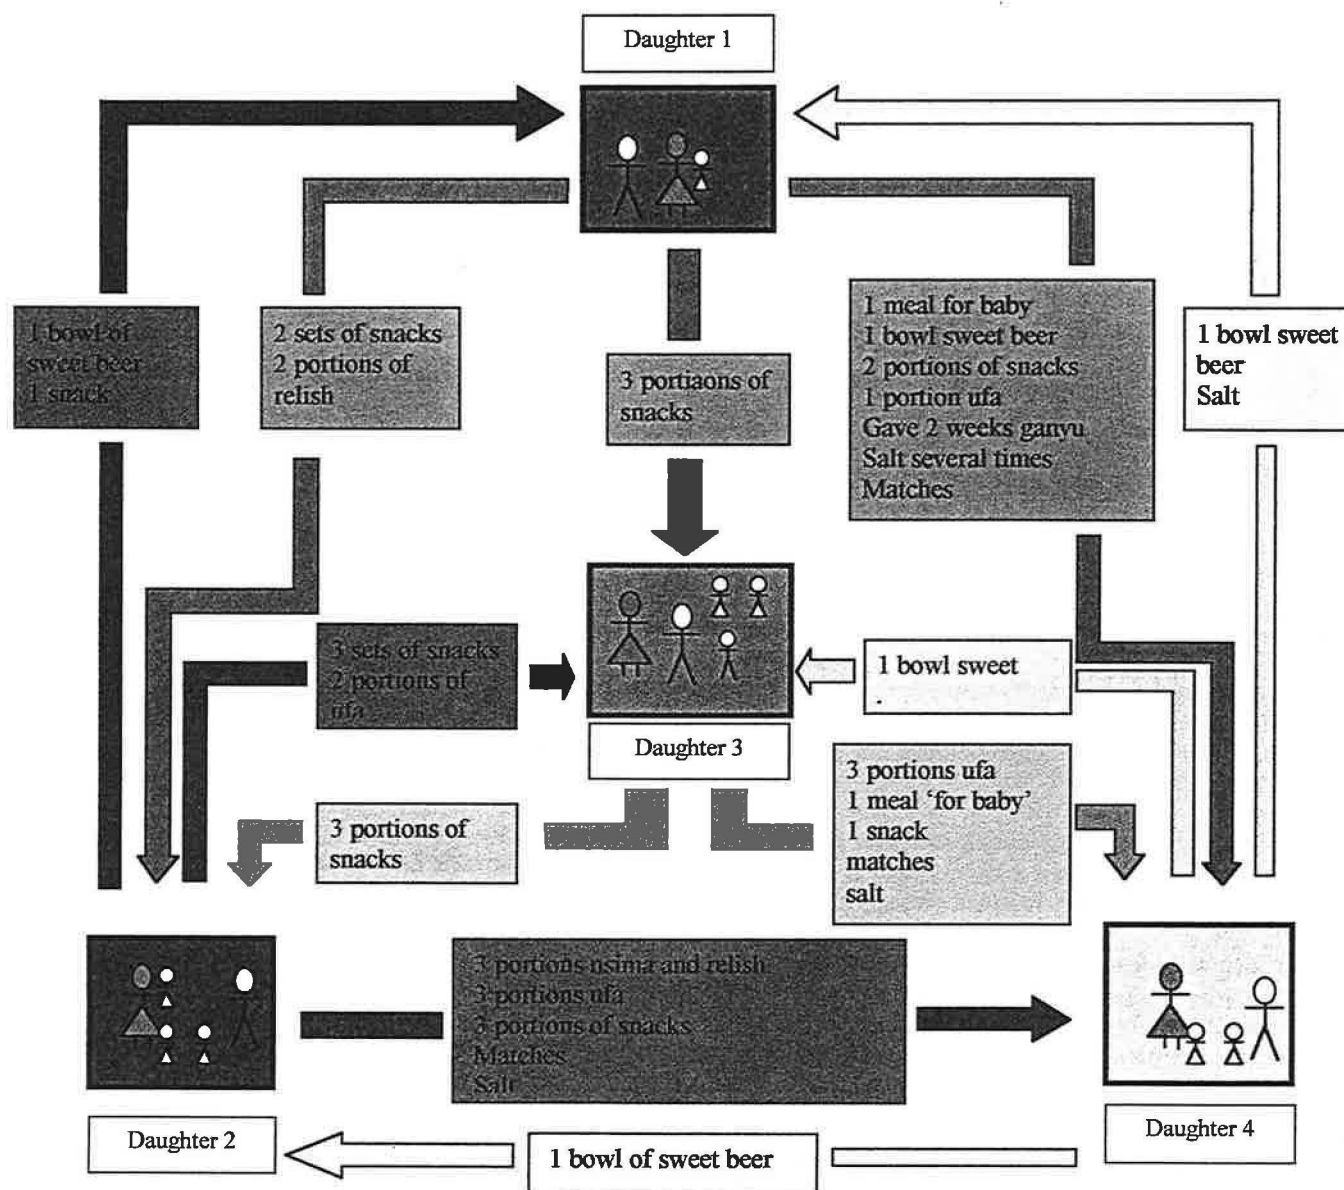 Daughter 1
1 bowl of
sweet beer
1 snack
2 sets of snacks
2 portions of
relish
3 portiaons of
snacks
1 meal for baby
1 bowl sweet beer
2 portions of snacks
1 portion ufa
Gave 2 weeks ganyu
Salt several times
Matches
1 bowl sweet
beer
Salt
3 sets of snacks
2 portions of
ufa
1 bowl sweet
Daughter 3
3 portions of
snacks
3 portions ufa
1 meal ‘for baby’
1 snack
matches
salt
3 portions nsima and relish
3 portions ufa
3 portions of snacks
Matches
Salt
Daughter 2
Daughter 4
1 bowl of sweet beer